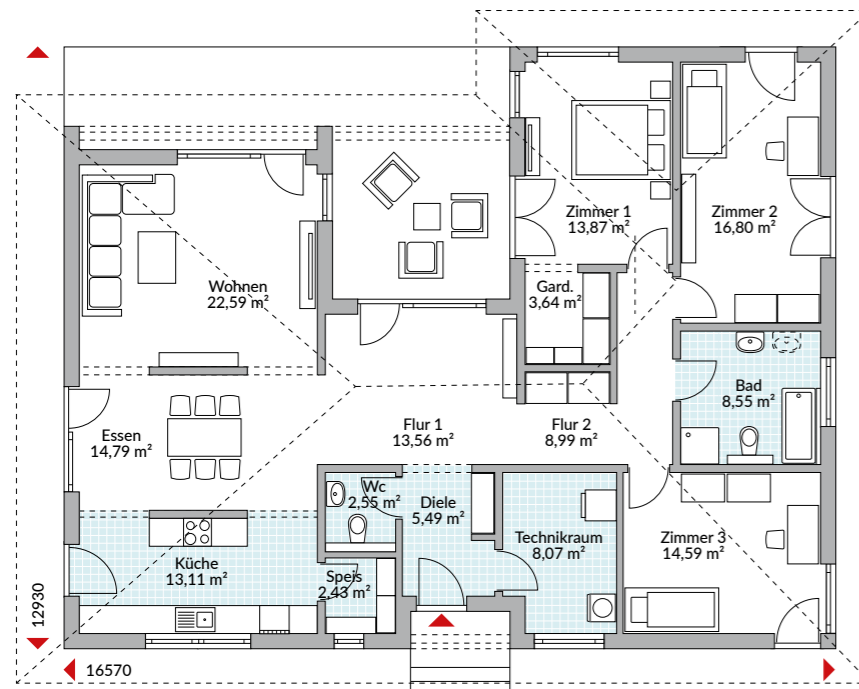 Zimmer 1
13,87 m²
Zimmer 2
16,80 m²
Wohnen
22,59 m²
Gard.
3,64 m²
Bad
8,55 m²
Essen
14,79 m²
Flur 1
13,56 m²
Flur 2
8,99 m²
Wc
2,55 m²
Diele
5,49 m²
Technikraum
8,07 m²
Zimmer 3
14,59 m²
Küche
13,11 m²
Speis
2,43 m²
12930
16570